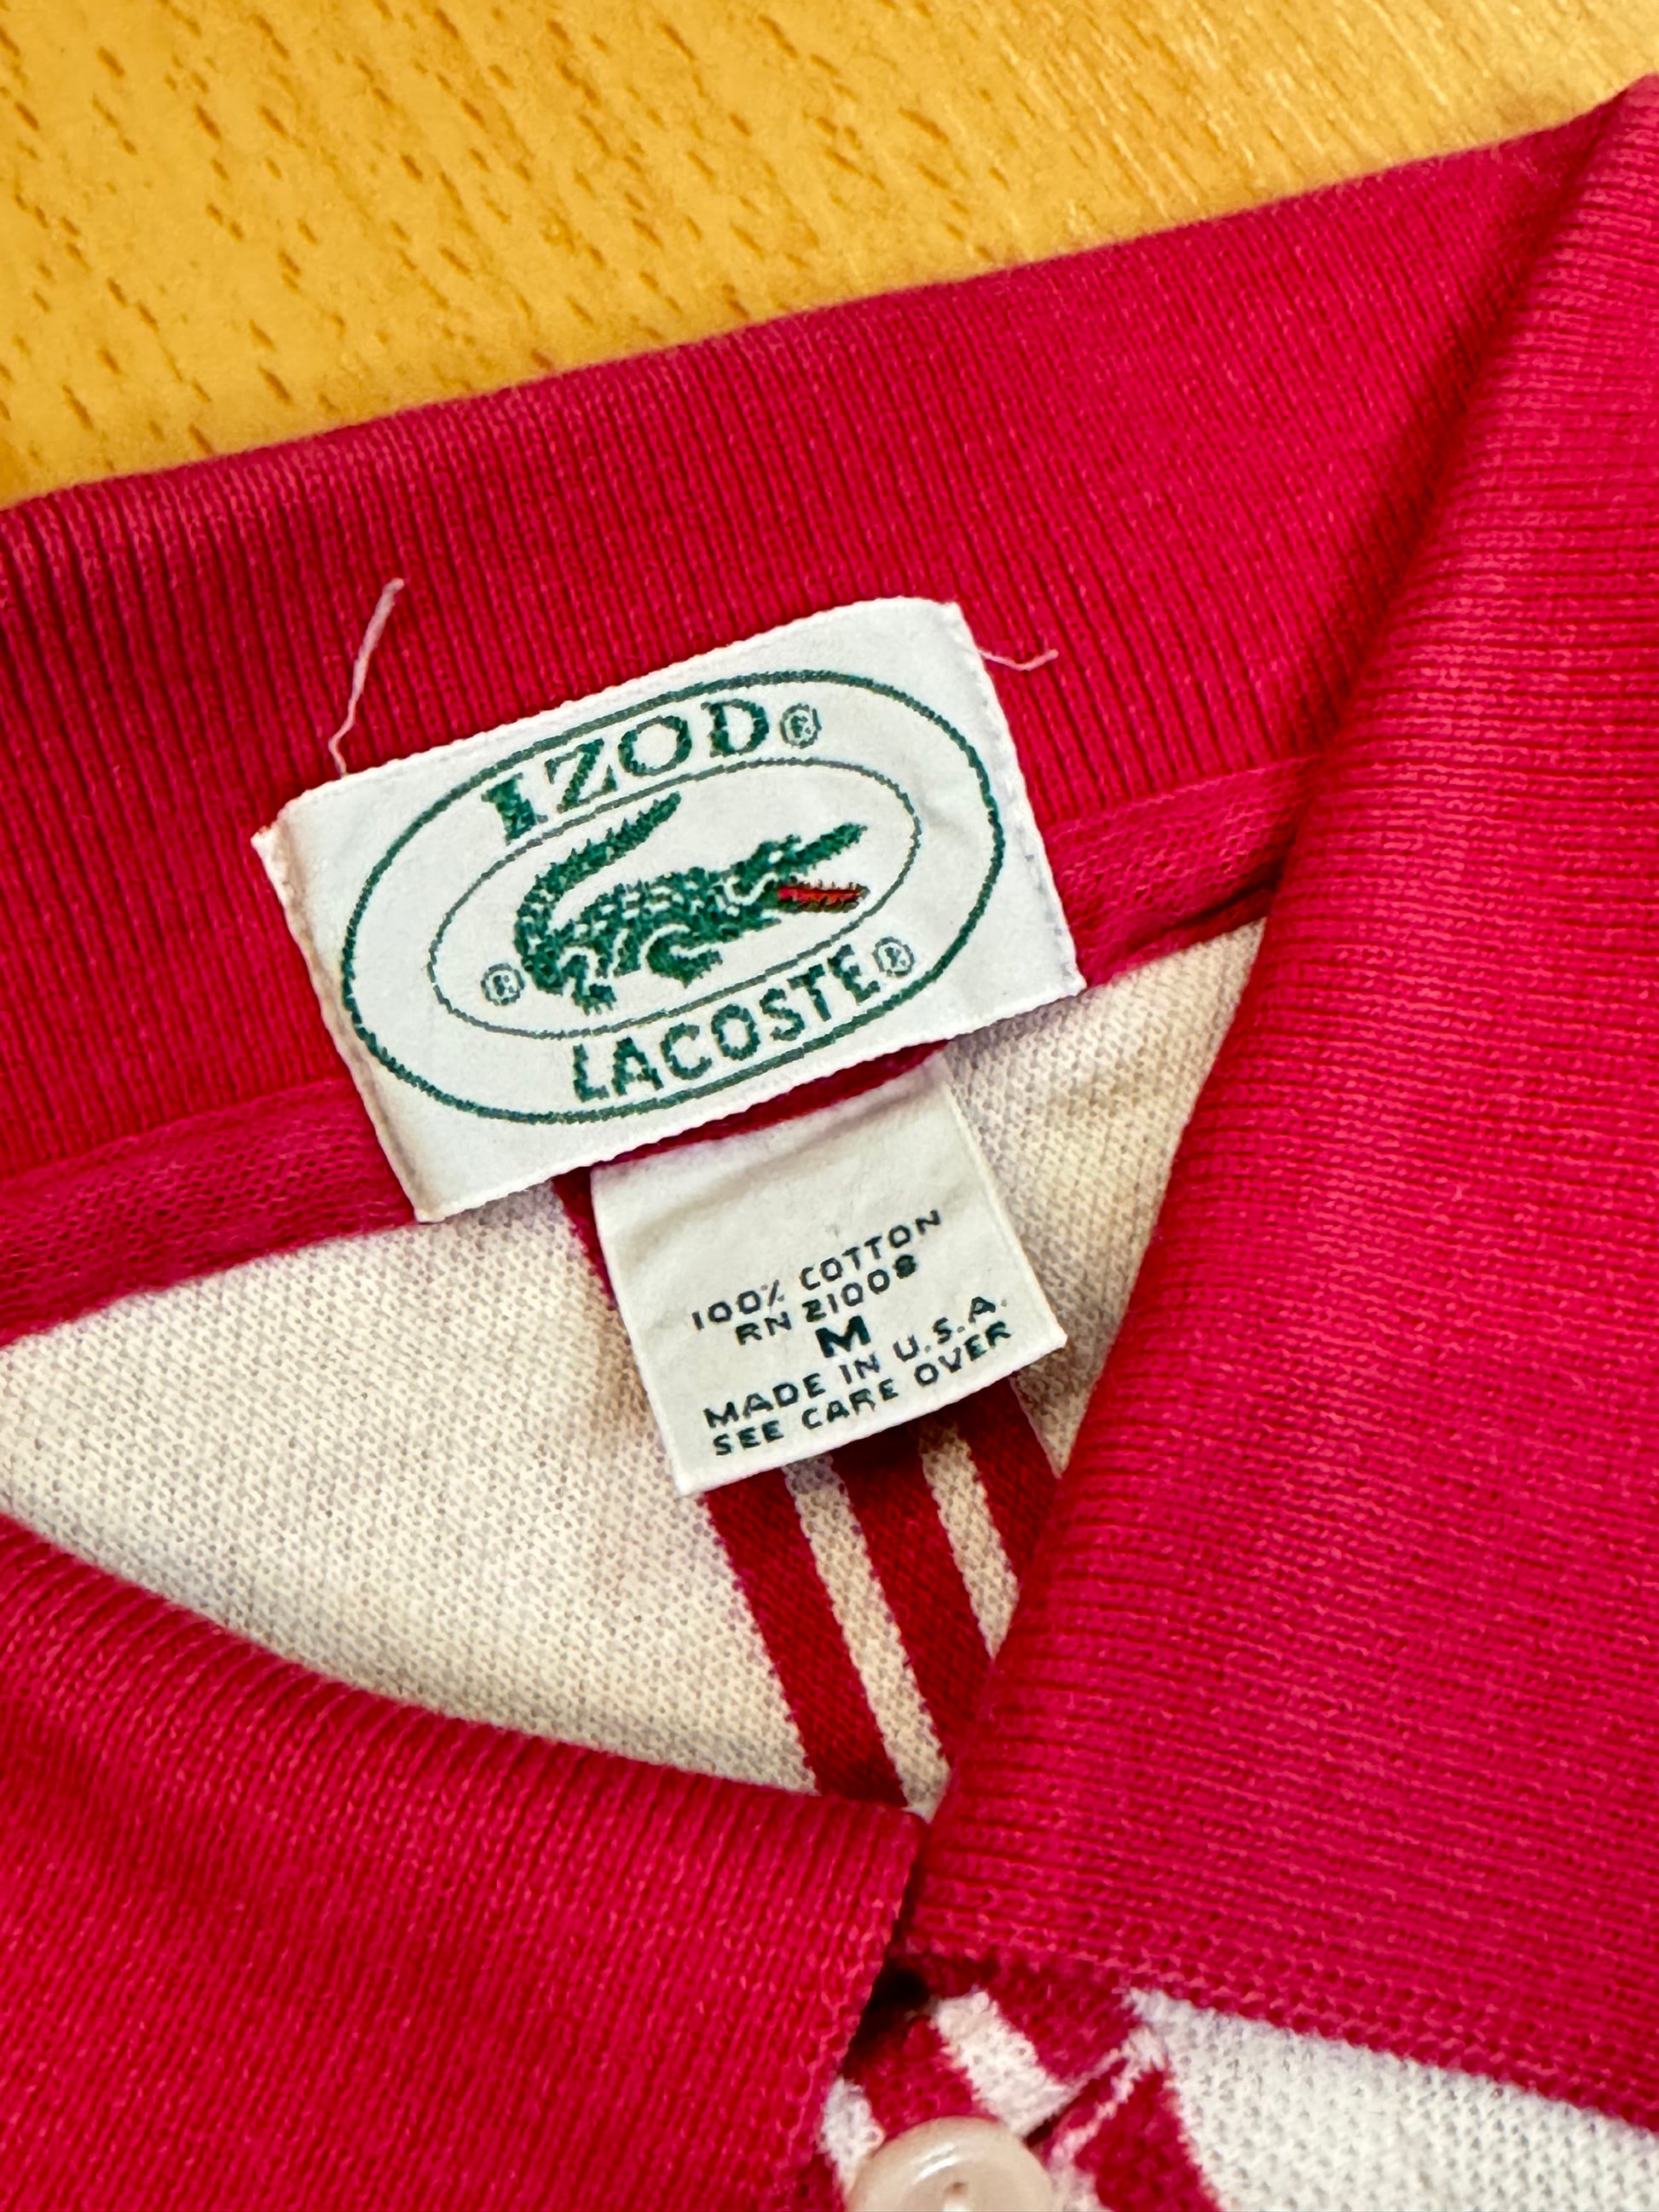 IZOD®
®
LACOSTE®
100% COTTON
RN 21008
M
MADE IN U.S.A.
SEE CARE OVER